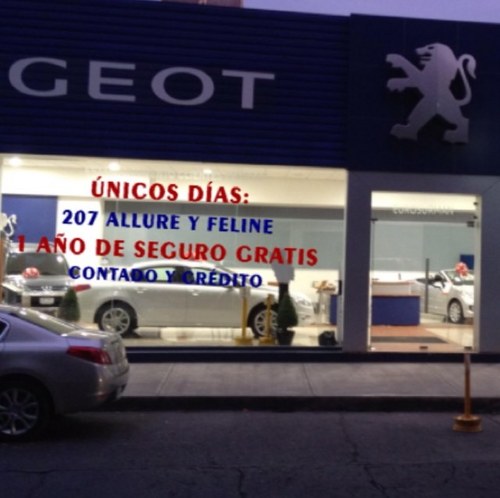 GEOT
ÚNICOS DÍAS:
207 ALLURE Y FELINE
1 AÑO DE SEGURO GRATIS
CONTADO Y CRÉDITO